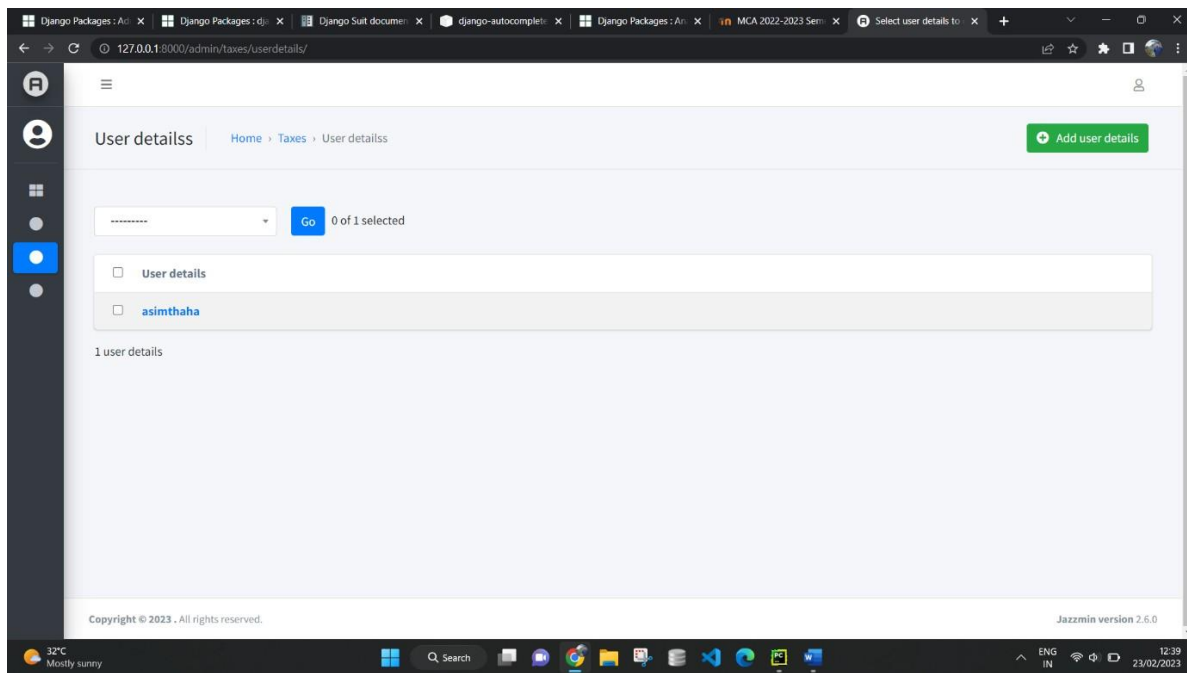 Django Packages : Ad
Django Packages : dja
Django Suit documen
django-autocomplete
Django Packages : An
MCA 2022-2023 Sem
Select user details to
127.0.0.1:8000/admin/taxes/userdetails/
User detailss
Home › Taxes › User detailss
Add user details
---------
Go
0 of 1 selected
User details
asimthaha
1 user details
Copyright © 2023 . All rights reserved.
Jazzmin version 2.6.0
32°C
Mostly sunny
Search
ENG
IN
12:39
23/02/2023